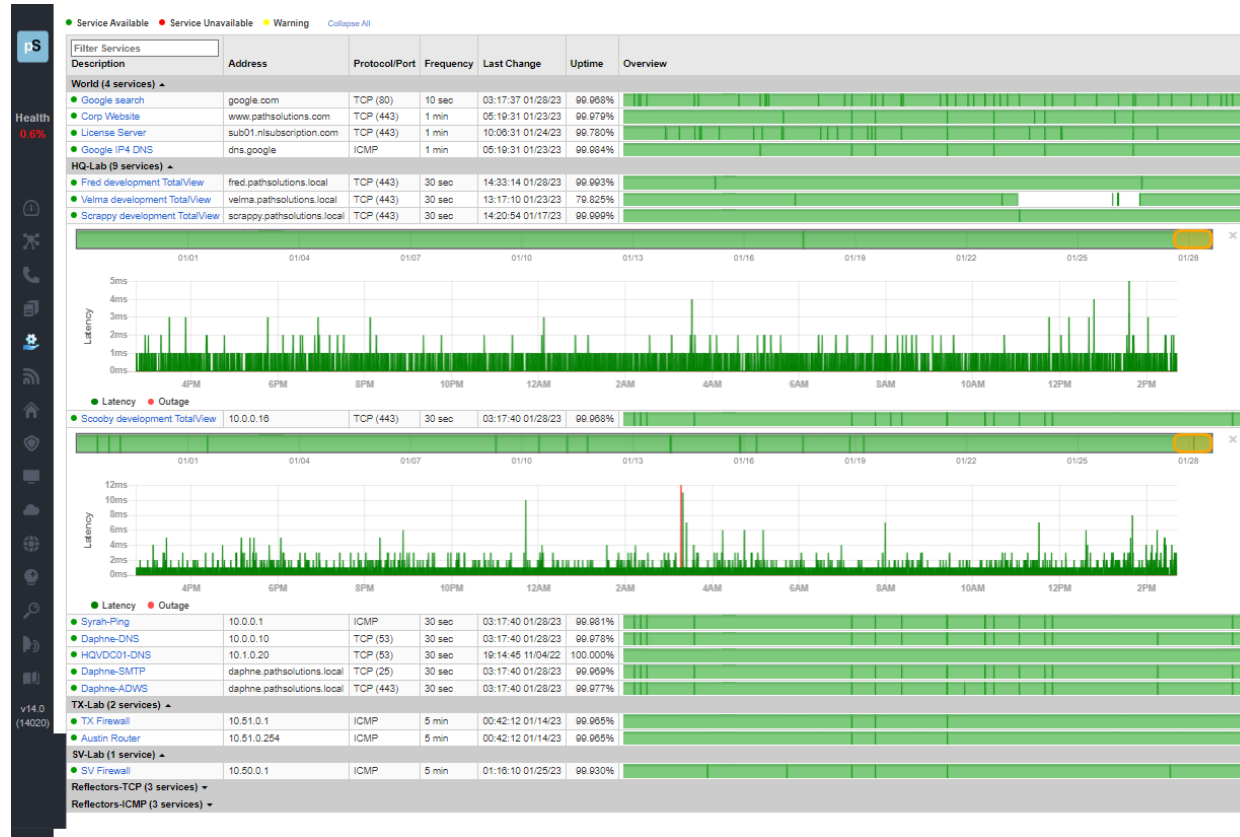 Service Available Service Unavailable Warning Collapse All
pS
Filter Services
Description Address Protocol/Port Frequency Last Change Uptime Overview
World (4 services)
Google search google.com TCP (80) 10 sec 03:17:37 01/28/23 99.968%
Health
Corp Website www.pathsolutions.com TCP (443) 1 min 05:19:31 01/23/23 99.979%
0.6%
License Server sub01.nlsubscription.com TCP (443) 1 min 10:06:31 01/24/23 99.780%
Google IP4 DNS dns.google ICMP 1 min 05:19:31 01/23/23 99.984%
HQ-Lab (9 services)
Fred development TotalView fred.pathsolutions.local TCP (443) 30 sec 14:33:14 01/28/23 99.993%
Velma development TotalView velma.pathsolutions.local TCP (443) 30 sec 13:17:10 01/23/23 79.825%
Scrappy development TotalView scrappy.pathsolutions.local TCP (443) 30 sec 14:20:54 01/17/23 99.999%
01/01 01/04 01/07 01/10 01/13 01/16 01/19 01/22 01/25 01/28
5ms
4ms
3ms
2ms
1ms
0ms
Latency
4PM 6PM 8PM 10PM 12AM 2AM 4AM 6AM 8AM 10AM 12PM 2PM
Latency Outage
Scooby development TotalView 10.0.0.16 TCP (443) 30 sec 03:17:40 01/28/23 99.968%
01/01 01/04 01/07 01/10 01/13 01/16 01/19 01/22 01/25 01/28
12ms
10ms
8ms
6ms
4ms
2ms
0ms
Latency
4PM 6PM 8PM 10PM 12AM 2AM 4AM 6AM 8AM 10AM 12PM 2PM
Latency Outage
Syrah-Ping 10.0.0.1 ICMP 30 sec 03:17:40 01/28/23 99.981%
Daphne-DNS 10.0.0.10 TCP (53) 30 sec 03:17:40 01/28/23 99.978%
HQVDC01-DNS 10.1.0.20 TCP (53) 30 sec 19:14:45 11/04/22 100.000%
Daphne-SMTP daphne.pathsolutions.local TCP (25) 30 sec 03:17:40 01/28/23 99.969%
Daphne-ADWS daphne.pathsolutions.local TCP (443) 30 sec 03:17:40 01/28/23 99.977%
v14.0
(14020)
TX-Lab (2 services)
TX Firewall 10.51.0.1 ICMP 5 min 00:42:12 01/14/23 99.965%
Austin Router 10.51.0.254 ICMP 5 min 00:42:12 01/14/23 99.965%
SV-Lab (1 service)
SV Firewall 10.50.0.1 ICMP 5 min 01:16:10 01/25/23 99.930%
Reflectors-TCP (3 services)
Reflectors-ICMP (3 services)